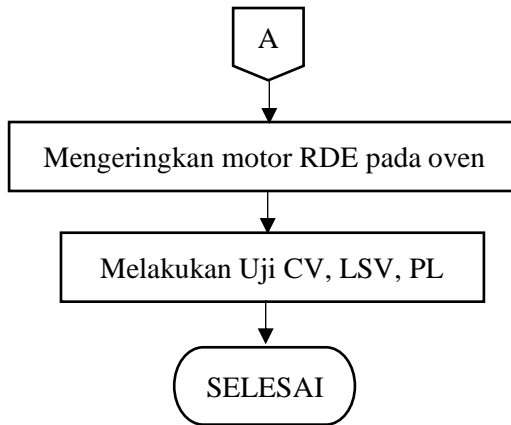 A
Mengeringkan motor RDE pada oven
Melakukan Uji CV, LSV, PL
SELESAI